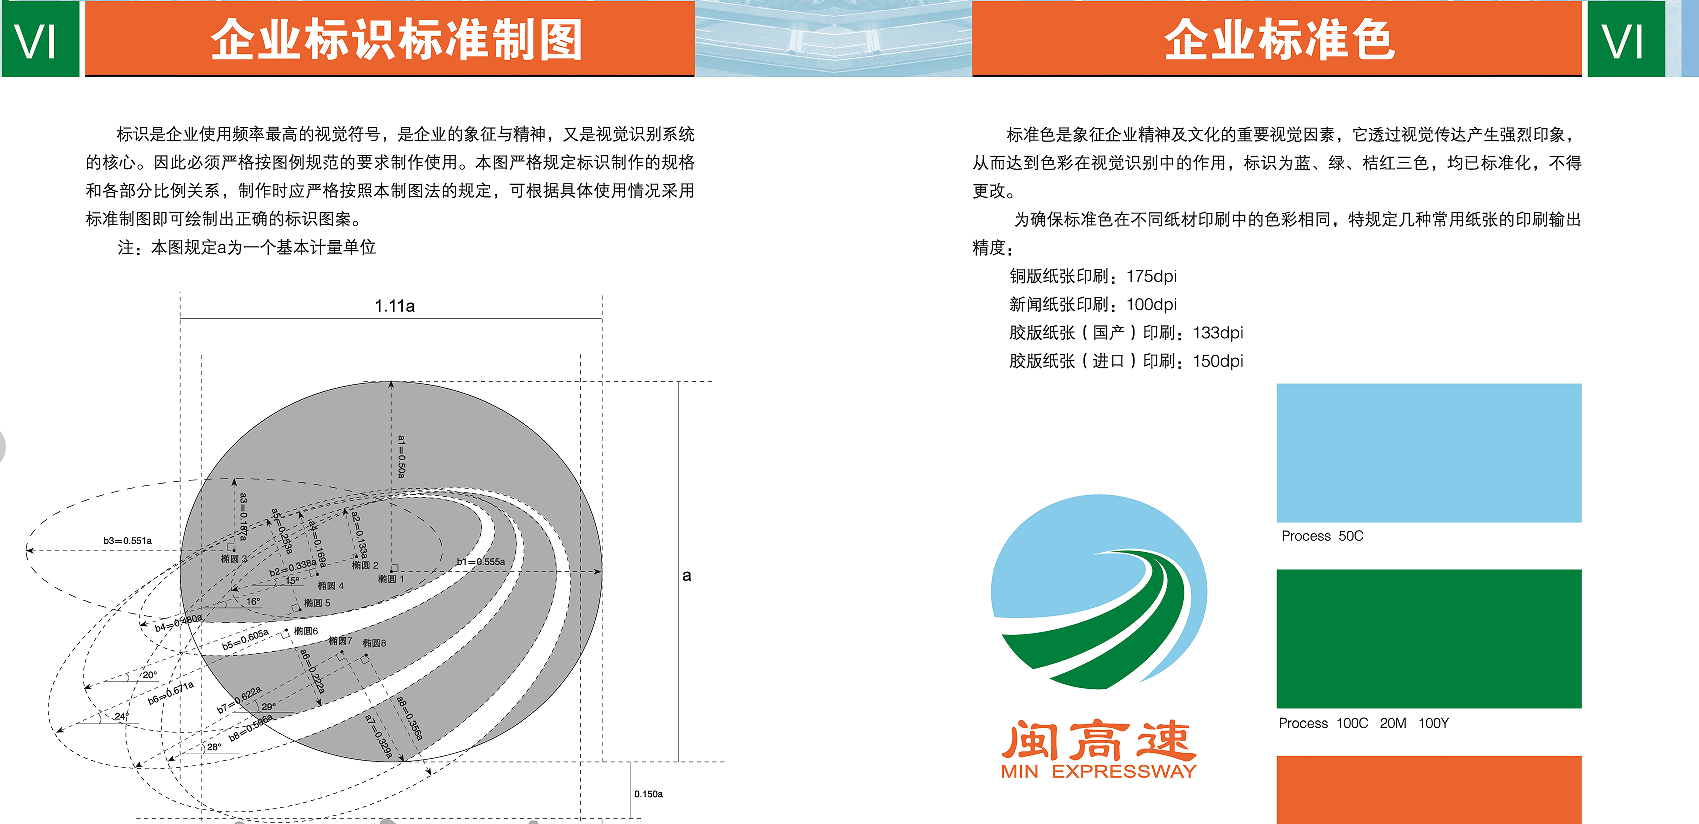 VI
企业标识标准制图
标识是企业使用频率最高的视觉符号，是企业的象征与精神，又是视觉识别系统
的核心。因此必须严格按图例规范的要求制作使用。本图严格规定标识制作的规格
和各部分比例关系，制作时应严格按照本制图法的规定，可根据具体使用情况采用
标准制图即可绘制出正确的标识图案。
注：本图规定a为一个基本计量单位
1.11a
a1=0.50a
a3=0.187a
a5=0.253a
a4=0.169a
a2=0.133a
b3=0.551a
椭圆 3
椭圆 2
b2=0.338a
15°
椭圆 4
椭圆 1
b1=0.555a
a
16°
椭圆 5
b4=0.480a
b5=0.605a
椭圆6
椭圆7
椭圆8
20°
a6=0.222a
b6=0.671a
b7=0.622a
24°
29°
b8=0.596a
28°
a7=0.329a
a8=0.356a
0.150a
企业标准色
VI
标准色是象征企业精神及文化的重要视觉因素，它透过视觉传达产生强烈印象，
从而达到色彩在视觉识别中的作用，标识为蓝、绿、桔红三色，均已标准化，不得
更改。
为确保标准色在不同纸材印刷中的色彩相同，特规定几种常用纸张的印刷输出
精度：
铜版纸张印刷：175dpi
新闻纸张印刷：100dpi
胶版纸张（国产）印刷：133dpi
胶版纸张（进口）印刷：150dpi
Process 50C
Process 100C 20M 100Y
闽高速
MIN EXPRESSWAY